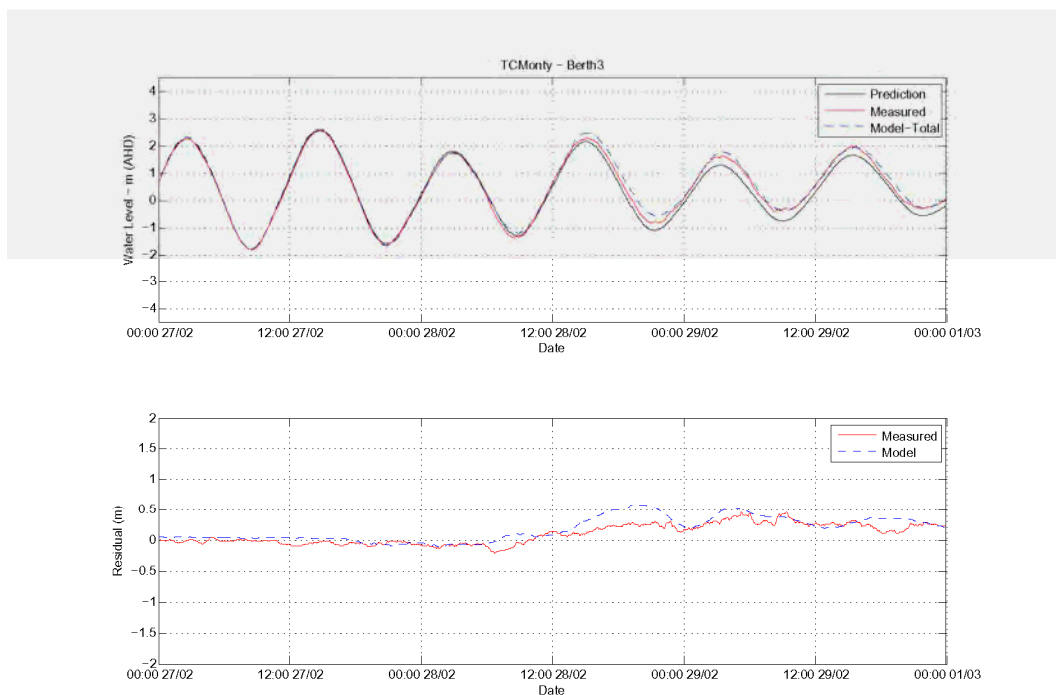 TCMonty - Berth3
4
3
2
1
0
-1
-2
-3
-4
Water Level - m (AHD)
Prediction
Measured
Model-Total
00:00 27/02 12:00 27/02 00:00 28/02 12:00 28/02 00:00 29/02 12:00 29/02 00:00 01/03
Date
2
1.5
1
0.5
0
-0.5
-1
-1.5
-2
Residual (m)
Measured
Model
00:00 27/02 12:00 27/02 00:00 28/02 12:00 28/02 00:00 29/02 12:00 29/02 00:00 01/03
Date